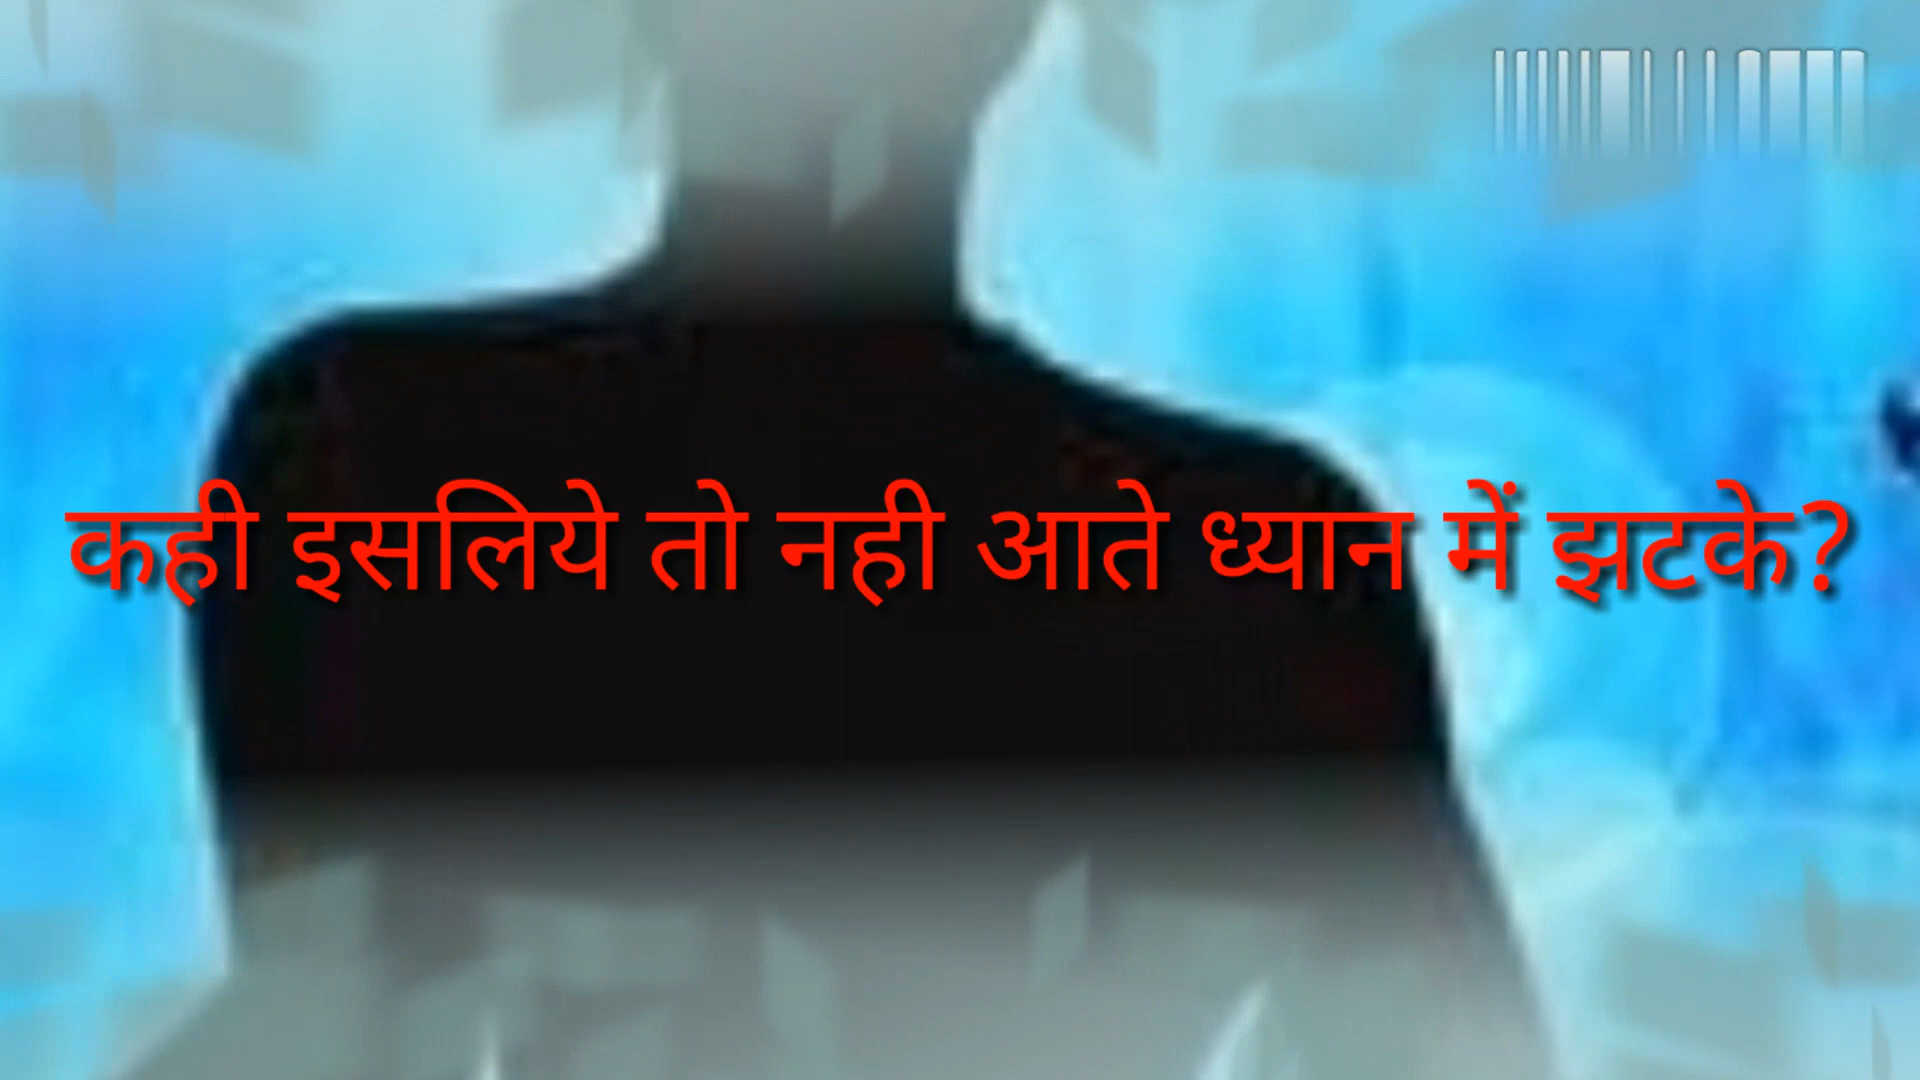 कही इसलिये तो नही आते ध्यान में झटके?